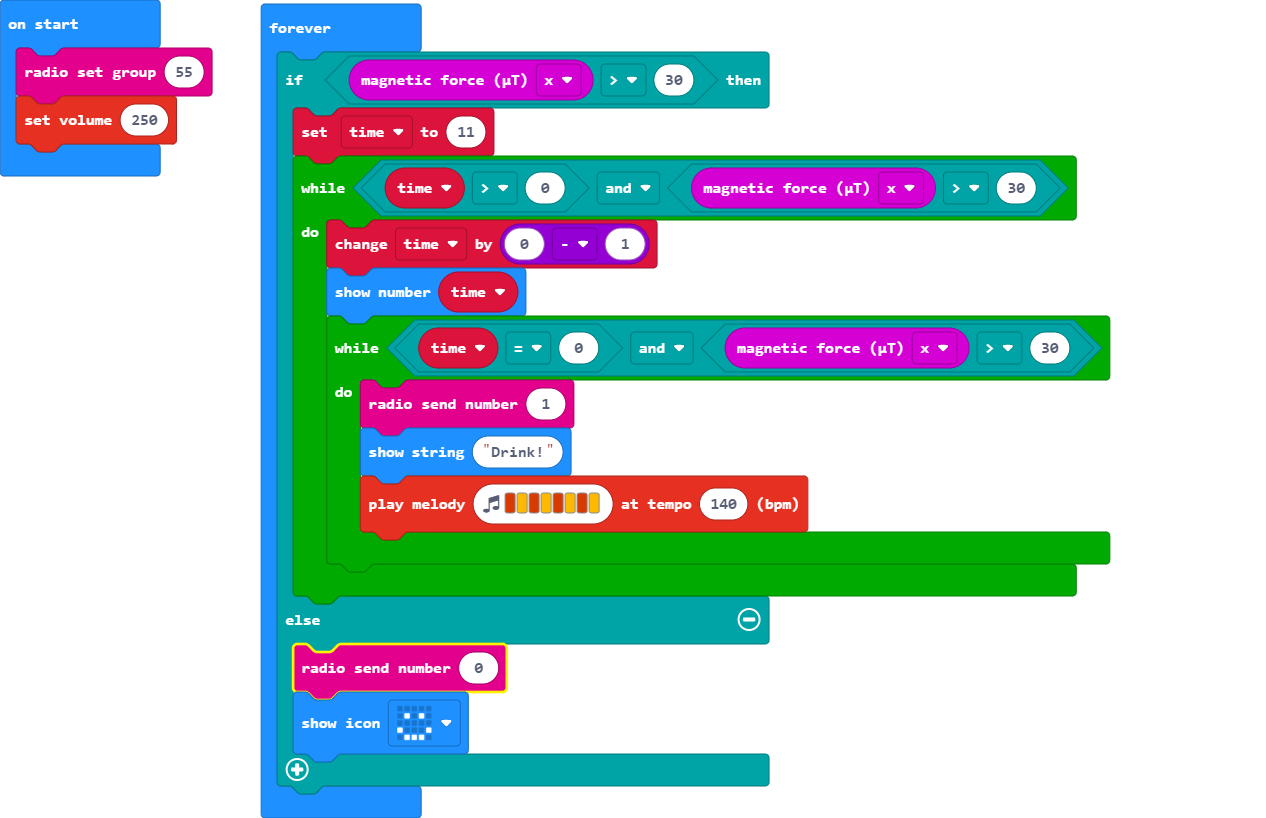 on start
radio set group 55
set volume 250
forever
if magnetic force (µT) x > 30 then
set time to 11
while time > 0 and magnetic force (µT) x > 30
do
change time by 0 - 1
show number time
while time = 0 and magnetic force (µT) x > 30
do
radio send number 1
show string "Drink!"
play melody at tempo 140 (bpm)
else
radio send number 0
show icon